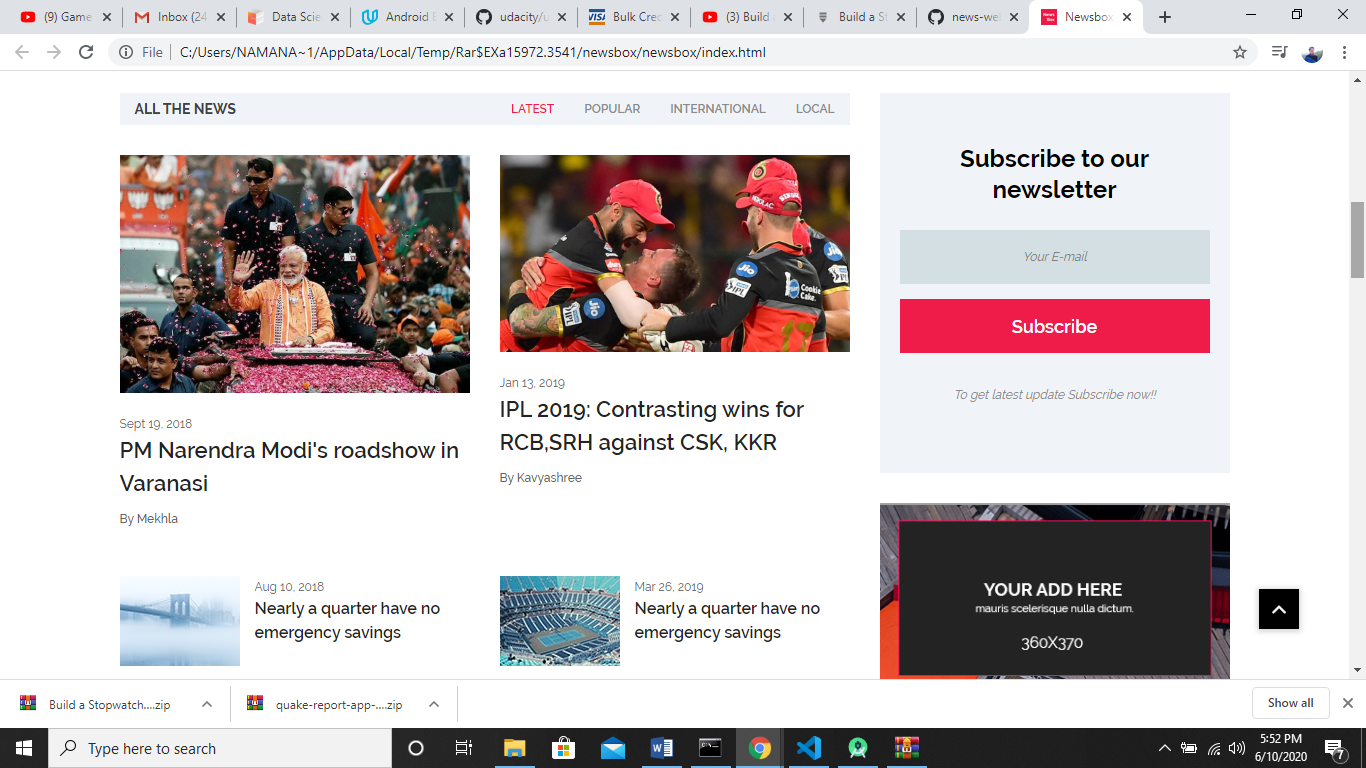 (9) Game
Inbox (24
Data Scie
Android B
udacity/u
Bulk Cred
(3) Build a
Build a St
news-web
Newsbox
File
C:/Users/NAMANA~1/AppData/Local/Temp/Rar$EXa15972.3541/newsbox/newsbox/index.html
ALL THE NEWS
LATEST
POPULAR
INTERNATIONAL
LOCAL
Sept 19, 2018
PM Narendra Modi's roadshow in
Varanasi
By Mekhla
Jio
IPL
Cookie
Cake.
17
Jan 13, 2019
IPL 2019: Contrasting wins for
RCB,SRH against CSK, KKR
By Kavyashree
Aug 10, 2018
Nearly a quarter have no
emergency savings
Mar 26, 2019
Nearly a quarter have no
emergency savings
Subscribe to our
newsletter
Your E-mail
Subscribe
To get latest update Subscribe now!!
YOUR ADD HERE
mauris scelerisque nulla dictum.
360X370
Build a Stopwatch....zip
quake-report-app-....zip
Show all
Type here to search
5:52 PM
6/10/2020
7